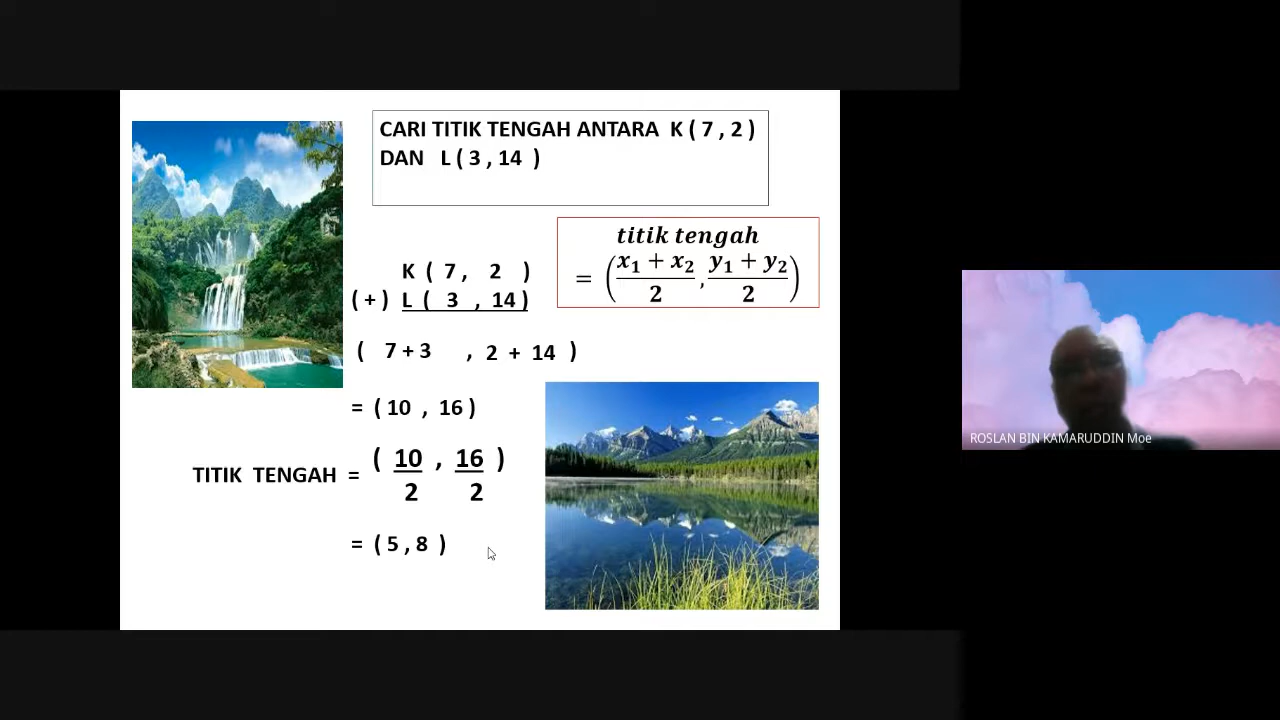 CARI TITIK TENGAH ANTARA K ( 7 , 2 )
DAN L ( 3 , 14 )
titik tengah
= ( x₁ + x₂ / 2 , y₁ + y₂ / 2 )
K ( 7 , 2 )
( + ) L ( 3 , 14 )
( 7 + 3 , 2 + 14 )
= ( 10 , 16 )
TITIK TENGAH = ( 10 / 2 , 16 / 2 )
= ( 5 , 8 )
ROSLAN BIN KAMARUDDIN Moe